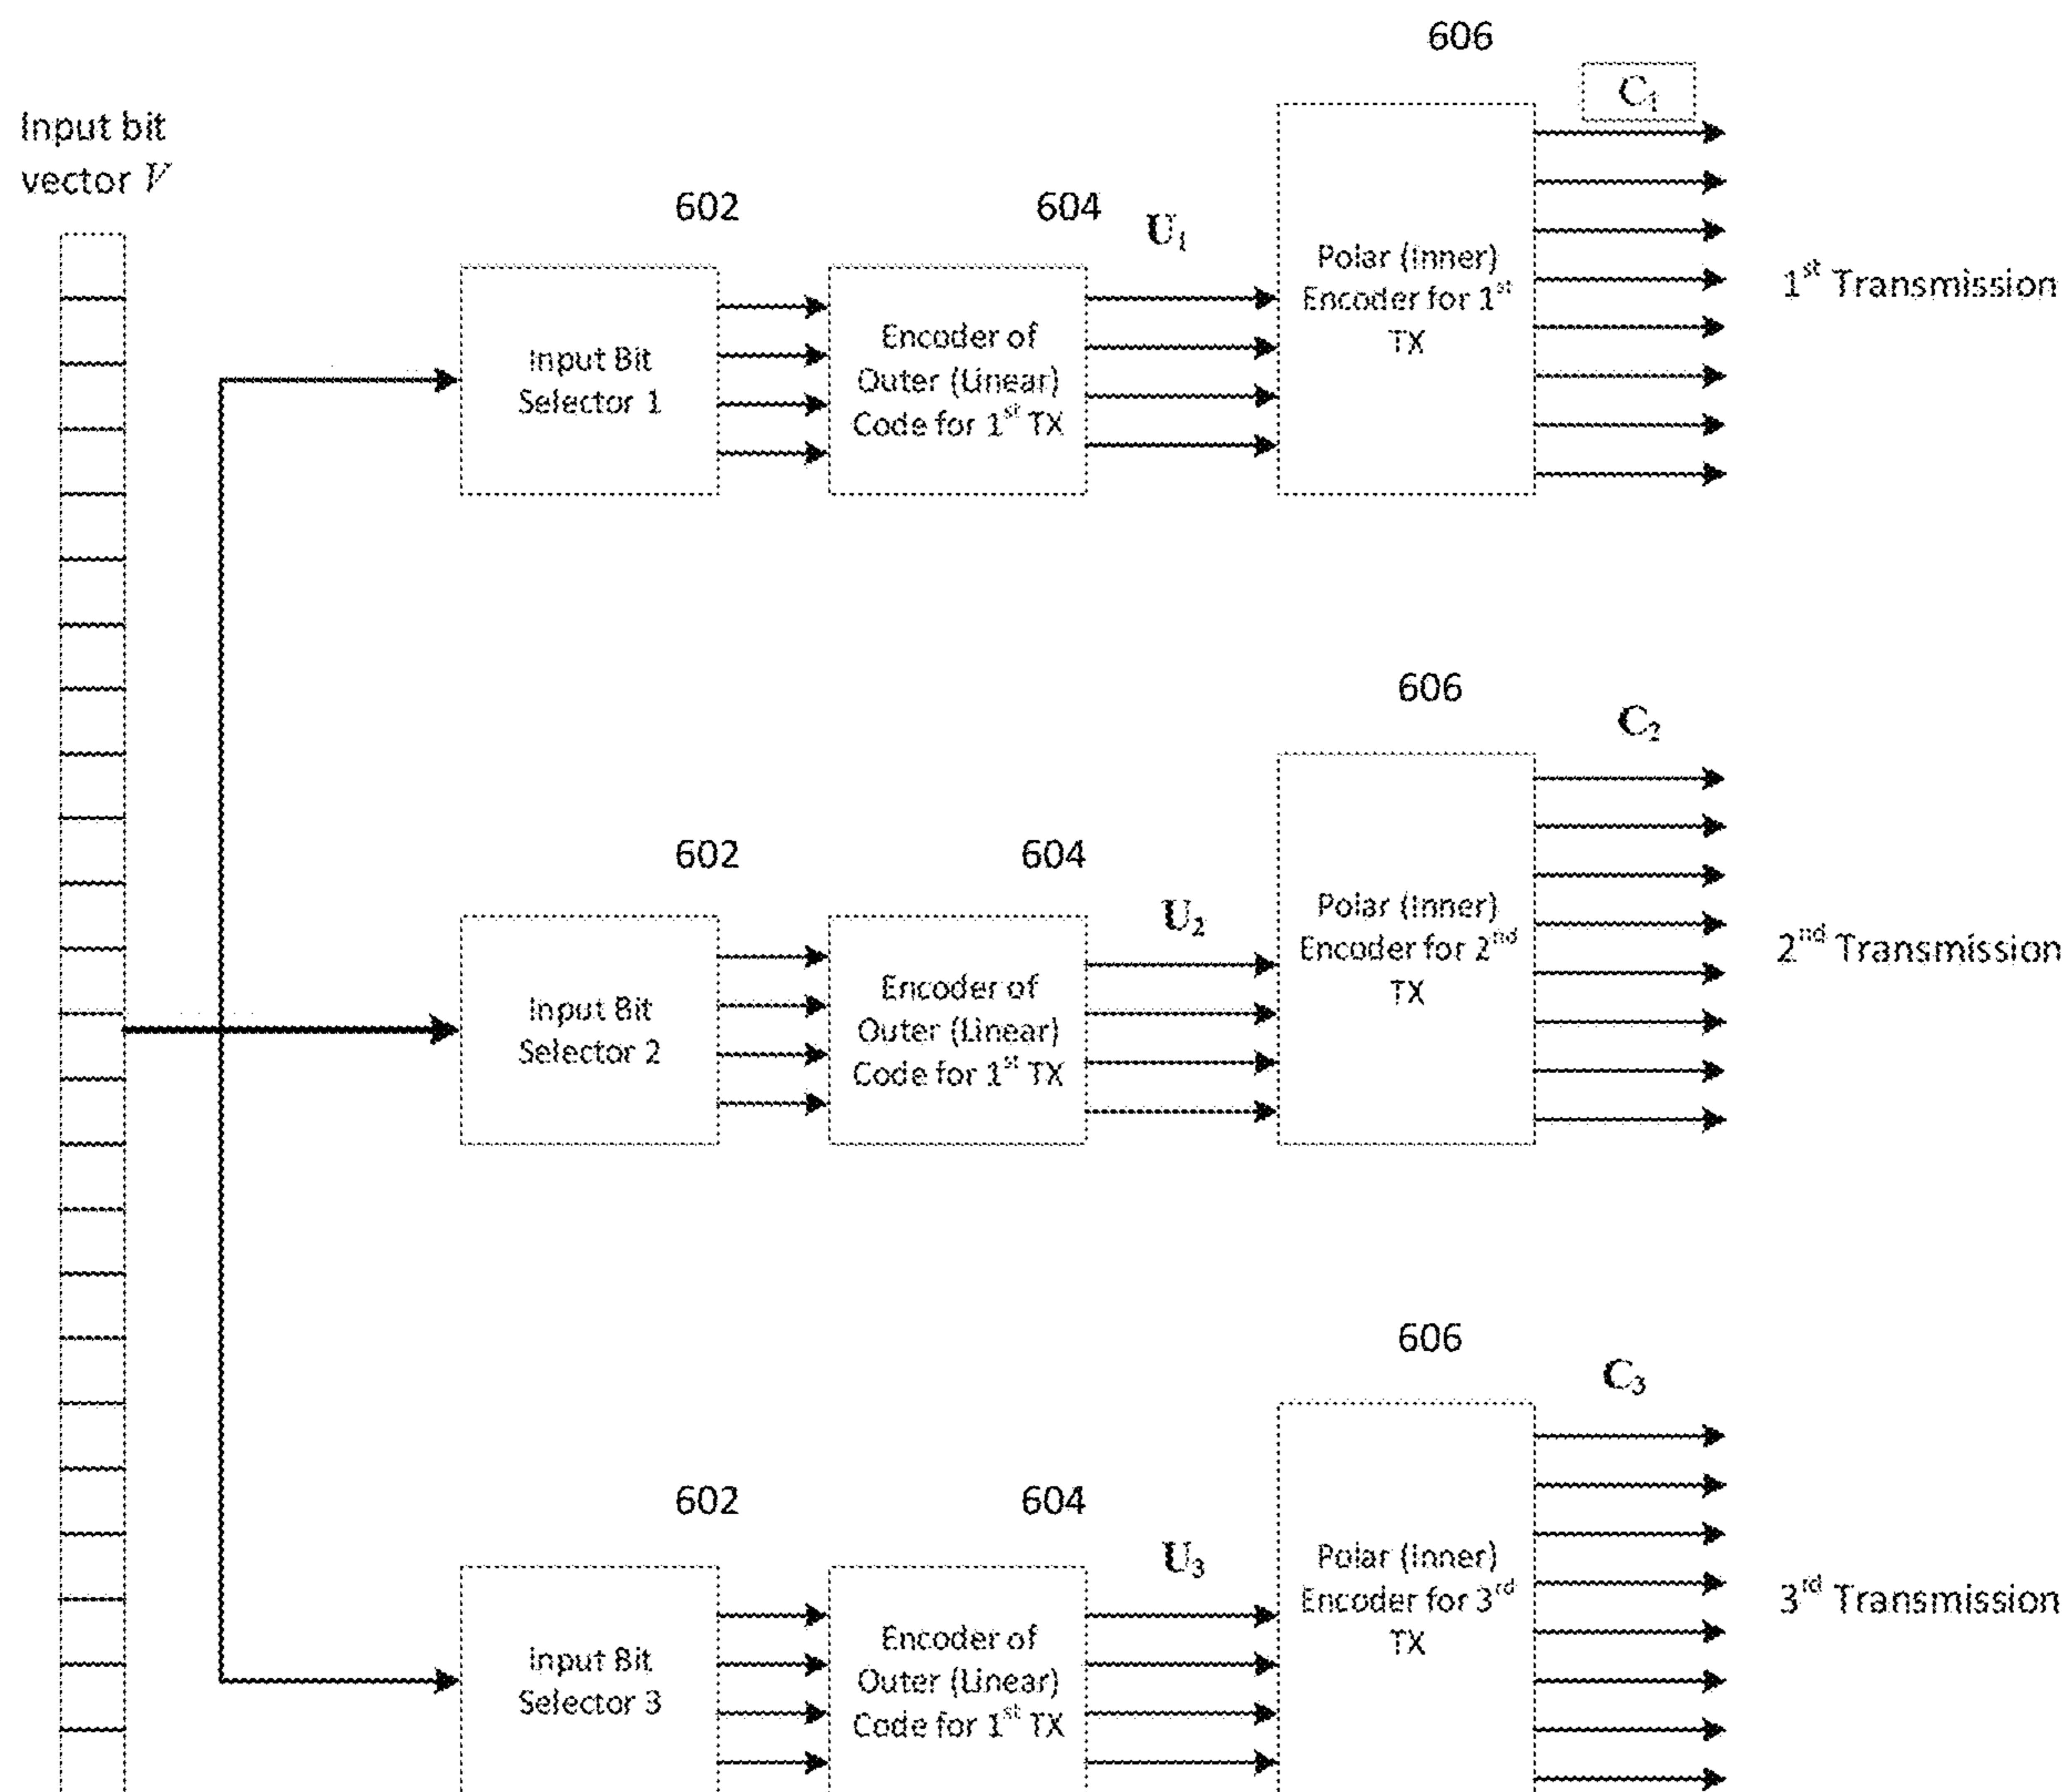 606
C₁
Input bit
vector V
602
604
U₁
Input Bit
Selector 1
Encoder of
Outer (Linear)
Code for 1ˢᵗ TX
Polar (Inner)
Encoder for 1ˢᵗ
TX
1ˢᵗ Transmission
606
C₂
602
604
U₂
Input Bit
Selector 2
Encoder of
Outer (Linear)
Code for 1ˢᵗ TX
Polar (Inner)
Encoder for 2ⁿᵈ
TX
2ⁿᵈ Transmission
606
C₃
602
604
U₃
Input Bit
Selector 3
Encoder of
Outer (Linear)
Code for 1ˢᵗ TX
Polar (Inner)
Encoder for 3ʳᵈ
TX
3ʳᵈ Transmission